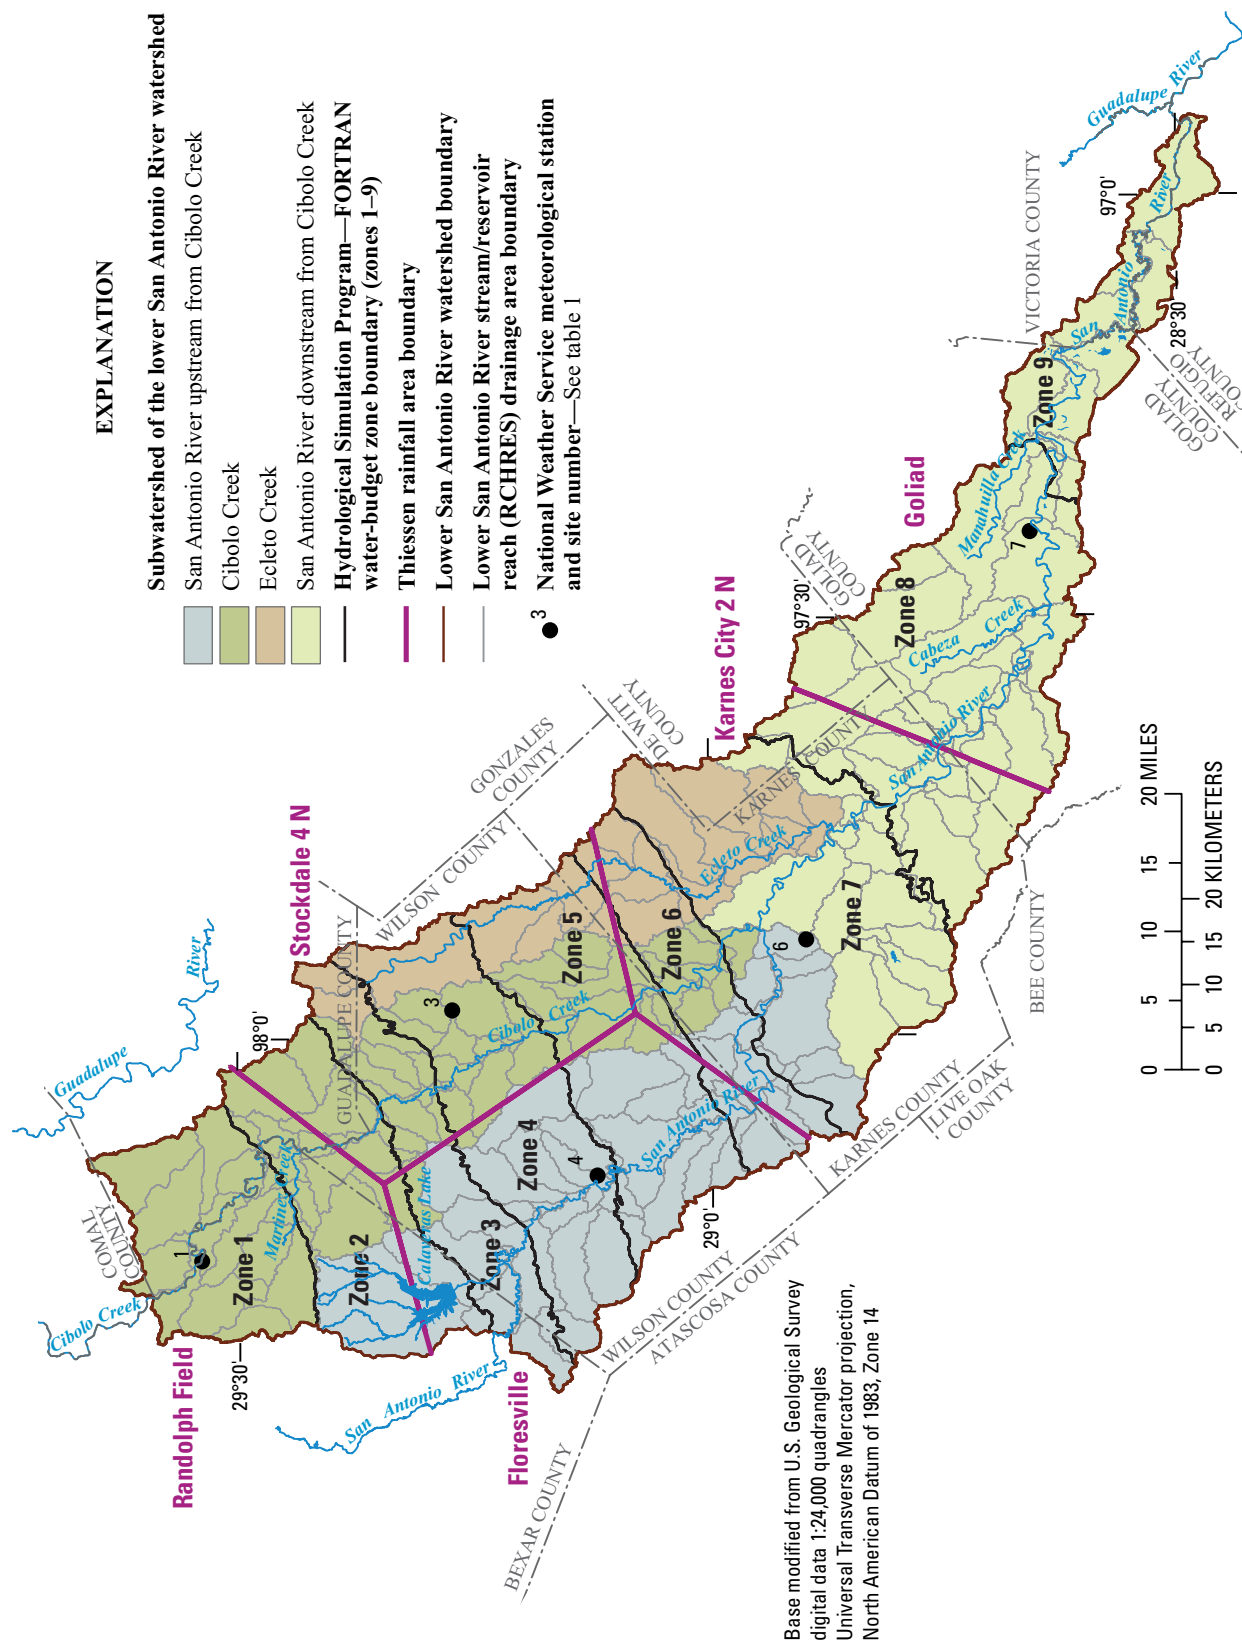 EXPLANATION
Subwatershed of the lower San Antonio River watershed
San Antonio River upstream from Cibolo Creek
Cibolo Creek
Ecleto Creek
San Antonio River downstream from Cibolo Creek
Hydrological Simulation Program—FORTRAN
water-budget zone boundary (zones 1–9)
Thiessen rainfall area boundary
Lower San Antonio River watershed boundary
Lower San Antonio River stream/reservoir
reach (RCHRES) drainage area boundary
3
National Weather Service meteorological station
and site number—See table 1
Randolph Field
Floresville
Stockdale 4 N
Karnes City 2 N
Goliad
Zone 1
Zone 2
Zone 3
Zone 4
Zone 5
Zone 6
Zone 7
Zone 8
Zone 9
1
3
4
6
7
COMAL
COUNTY
GUADALUPE COUNTY
WILSON COUNTY
GONZALES
COUNTY
DE WITT
COUNTY
KARNES COUNTY
GOLIAD
COUNTY
VICTORIA COUNTY
GOLIAD
COUNTY
REFUGIO
COUNTY
BEE COUNTY
KARNES COUNTY
LIVE OAK
COUNTY
WILSON COUNTY
ATASCOSA COUNTY
BEXAR COUNTY
Cibolo Creek
Martinez Creek
Guadalupe
River
Calaveras Lake
San Antonio River
San Antonio River
Cibolo Creek
Ecleto Creek
San Antonio River
Cabeza Creek
Manahuilla Creek
San
Antonio
River
Guadalupe River
29°30'
98°0'
29°0'
97°30'
97°0'
28°30'
0 5 10 15 20 MILES
0 5 10 15 20 KILOMETERS
Base modified from U.S. Geological Survey
digital data 1:24,000 quadrangles
Universal Transverse Mercator projection,
North American Datum of 1983, Zone 14